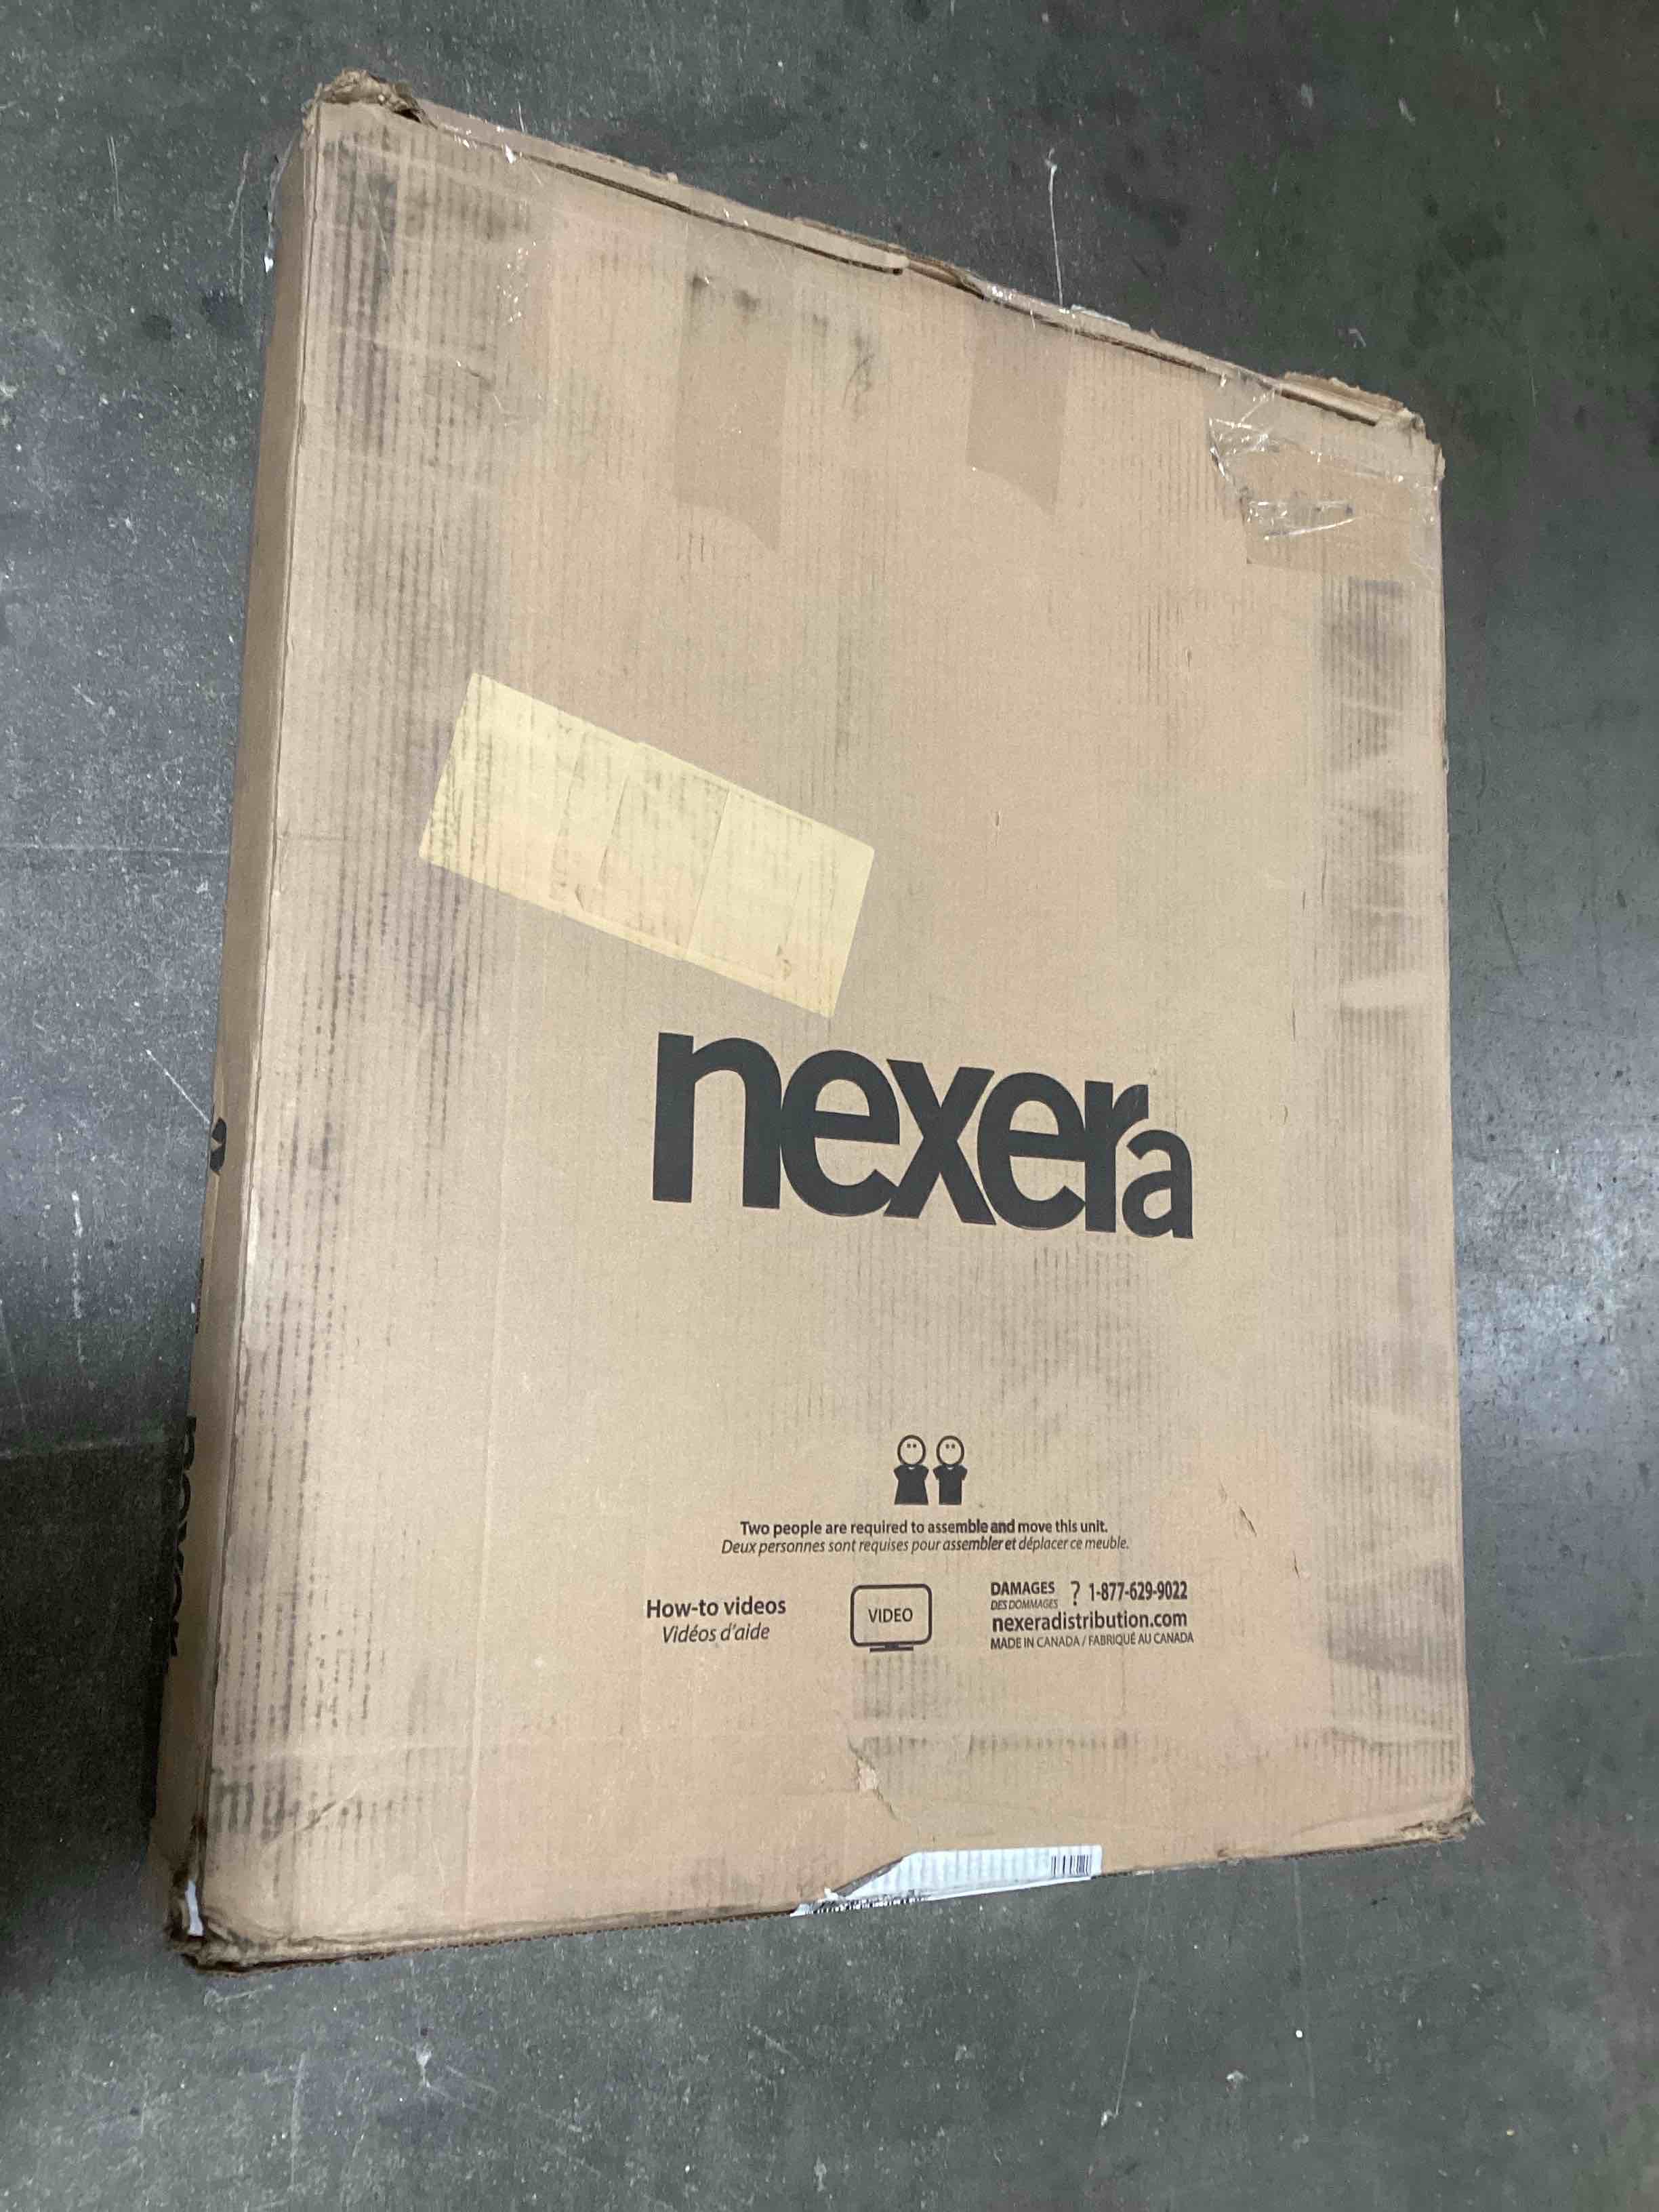 nexera
Two people are required to assemble and move this unit.
Deux personnes sont requises pour assembler et déplacer ce meuble.
How-to videos
Vidéos d'aide
VIDEO
DAMAGES ? 1-877-629-9022
DES DOMMAGES
nexeradistribution.com
MADE IN CANADA / FABRIQUÉ AU CANADA